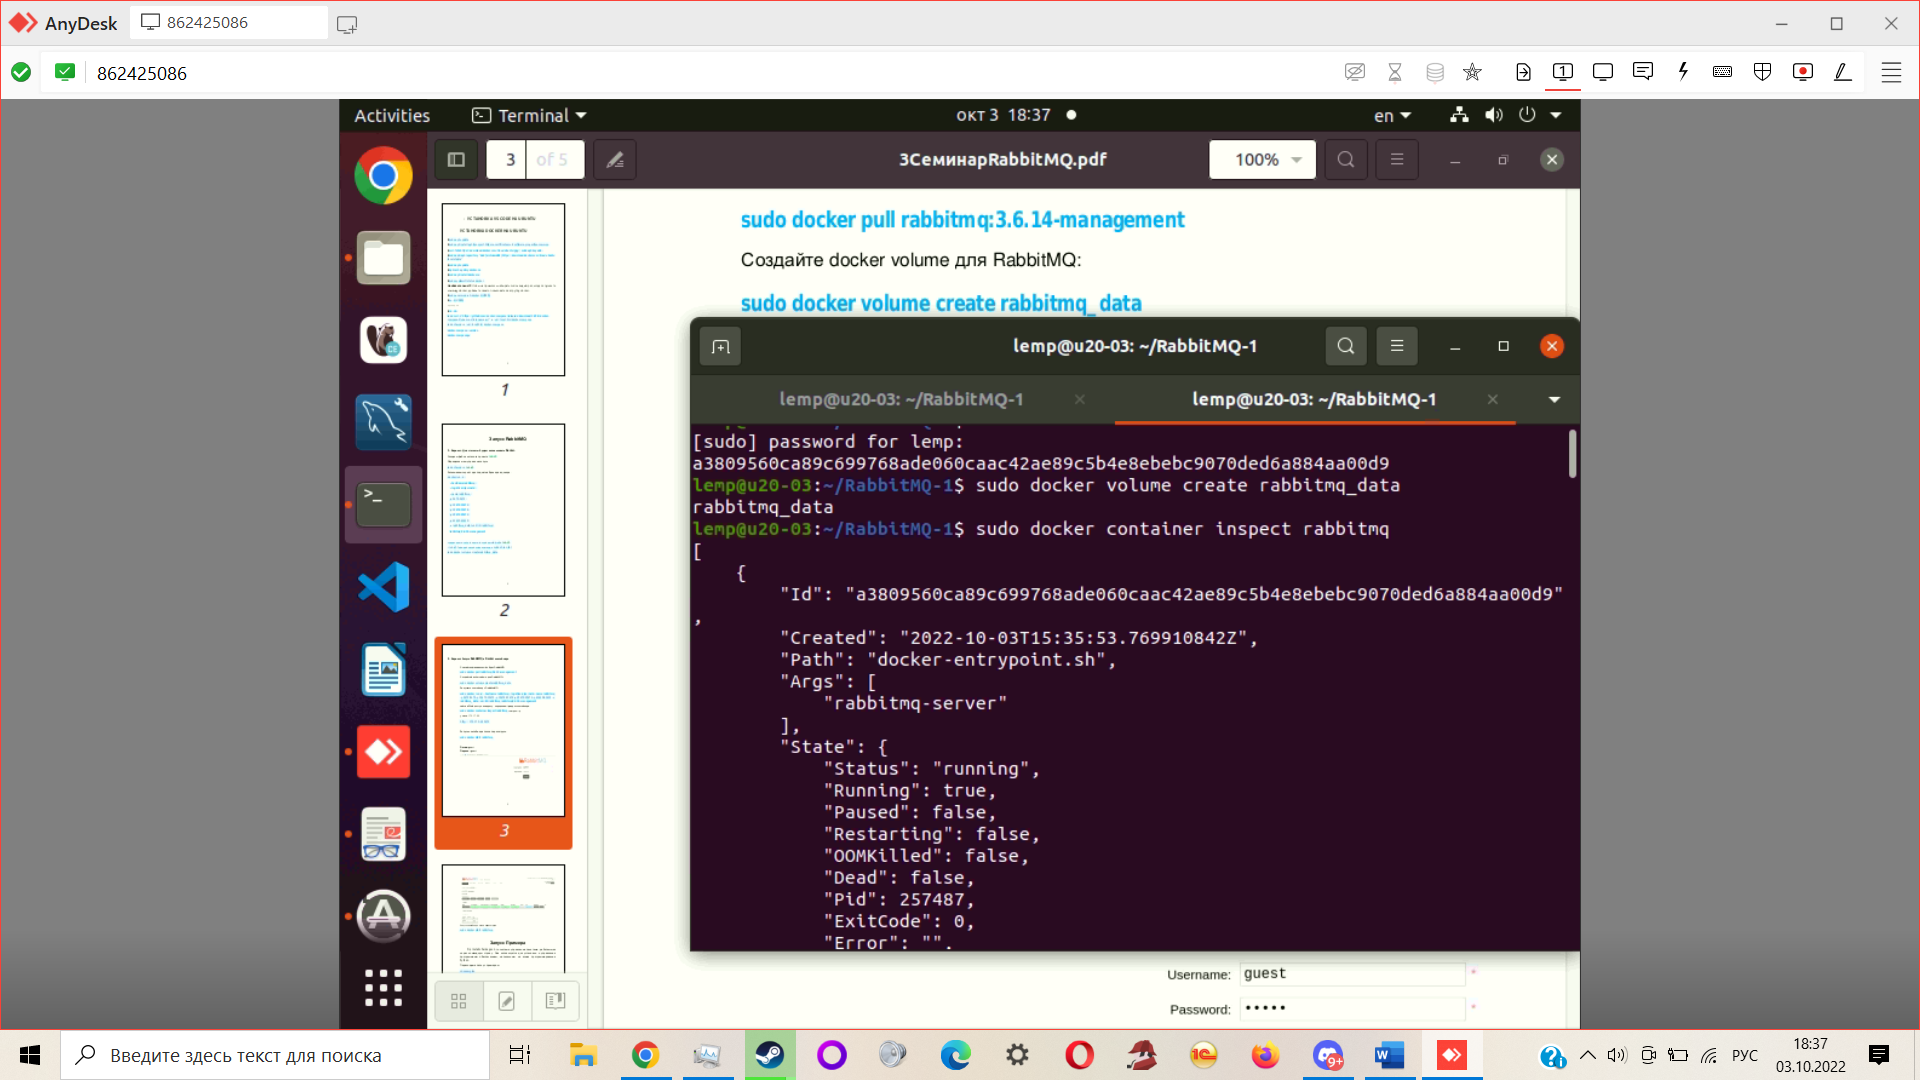 AnyDesk
862425086
862425086
1
Activities
Terminal
окт 3 18:37
en
3
of 5
3СеминарRabbitMQ.pdf
100%
sudo docker pull rabbitmq:3.6.14-management
Создайте docker volume для RabbitMQ:
sudo docker volume create rabbitmq_data
1
2
3
lemp@u20-03: ~/RabbitMQ-1
lemp@u20-03: ~/RabbitMQ-1
lemp@u20-03: ~/RabbitMQ-1
[sudo] password for lemp:
a3809560ca89c699768ade060caac42ae89c5b4e8ebebc9070ded6a884aa00d9
lemp@u20-03:~/RabbitMQ-1$ sudo docker volume create rabbitmq_data
rabbitmq_data
lemp@u20-03:~/RabbitMQ-1$ sudo docker container inspect rabbitmq
[
{
"Id": "a3809560ca89c699768ade060caac42ae89c5b4e8ebebc9070ded6a884aa00d9"
,
"Created": "2022-10-03T15:35:53.769910842Z",
"Path": "docker-entrypoint.sh",
"Args": [
"rabbitmq-server"
],
"State": {
"Status": "running",
"Running": true,
"Paused": false,
"Restarting": false,
"OOMKilled": false,
"Dead": false,
"Pid": 257487,
"ExitCode": 0,
"Error": "",
Username: guest *
Password: ••••• *
Введите здесь текст для поиска
9+
РУС
18:37
03.10.2022